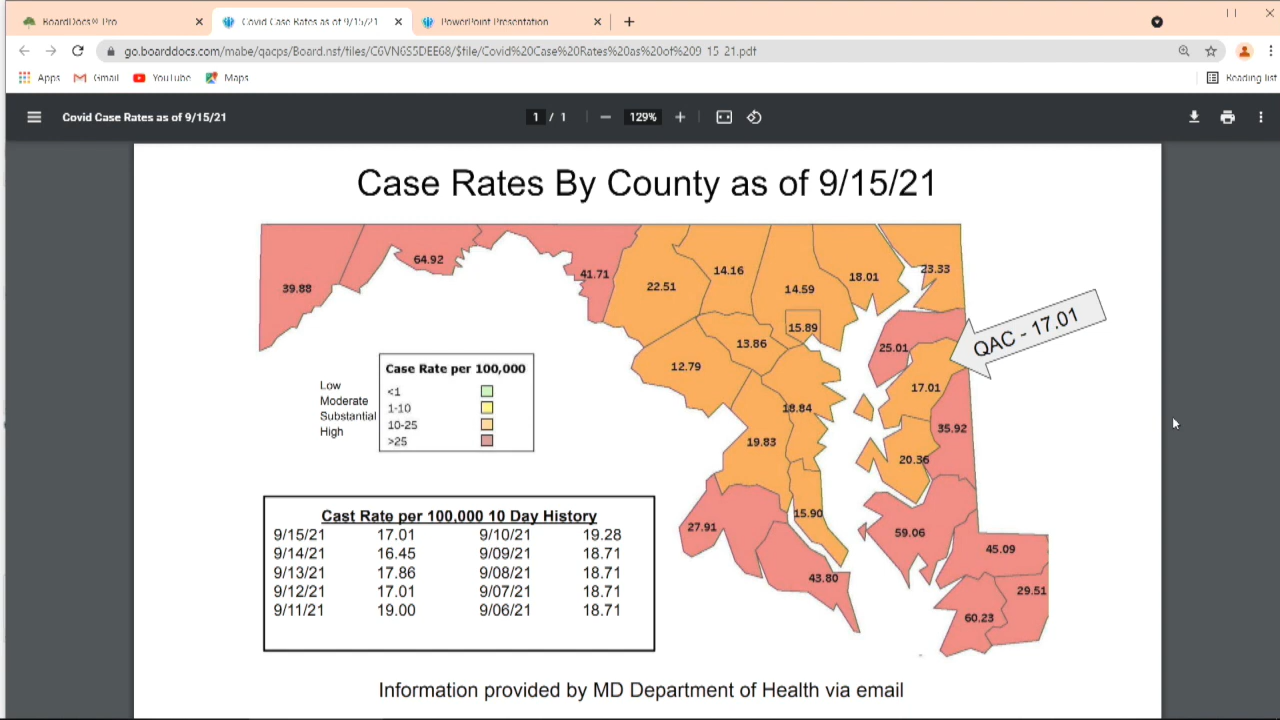 BoardDocs® Pro
Covid Case Rates as of 9/15/21
PowerPoint Presentation
go.boarddocs.com/mabe/qacps/Board.nsf/files/C6VN6S5DEE68/$file/Covid%20Case%20Rates%20as%20of%209 15 21.pdf
Apps Gmail YouTube Maps Reading list
Covid Case Rates as of 9/15/21 1 / 1 129%
Case Rates By County as of 9/15/21
39.88
64.92
41.71
22.51
14.16
14.59
18.01
23.33
15.89
13.86
12.79
25.01
QAC - 17.01
17.01
18.84
19.83
35.92
20.36
15.90
27.91
43.80
59.06
45.09
29.51
60.23
Case Rate per 100,000
Low <1
Moderate 1-10
Substantial 10-25
High >25
Cast Rate per 100,000 10 Day History
9/15/21 17.01 9/10/21 19.28
9/14/21 16.45 9/09/21 18.71
9/13/21 17.86 9/08/21 18.71
9/12/21 17.01 9/07/21 18.71
9/11/21 19.00 9/06/21 18.71
Information provided by MD Department of Health via email